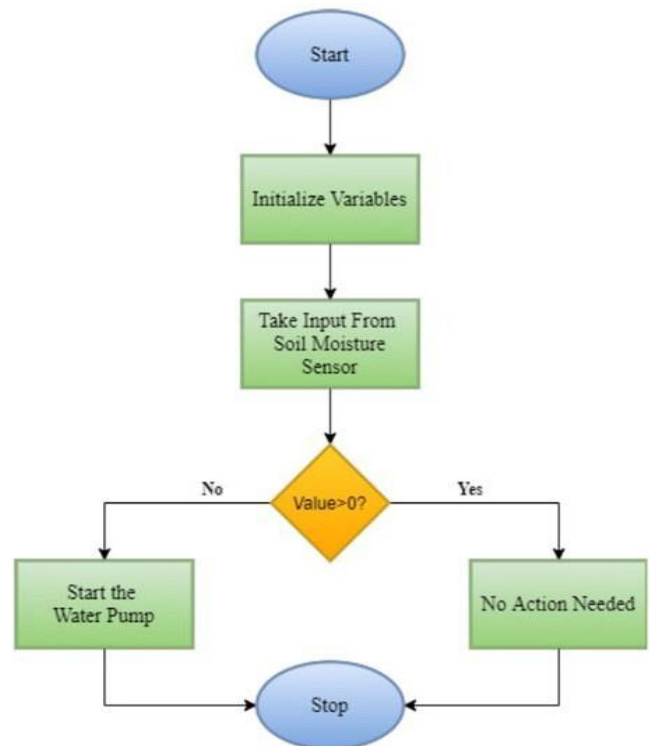 Start
Initialize Variables
Take Input From
Soil Moisture
Sensor
Value>0?
No
Yes
Start the
Water Pump
No Action Needed
Stop